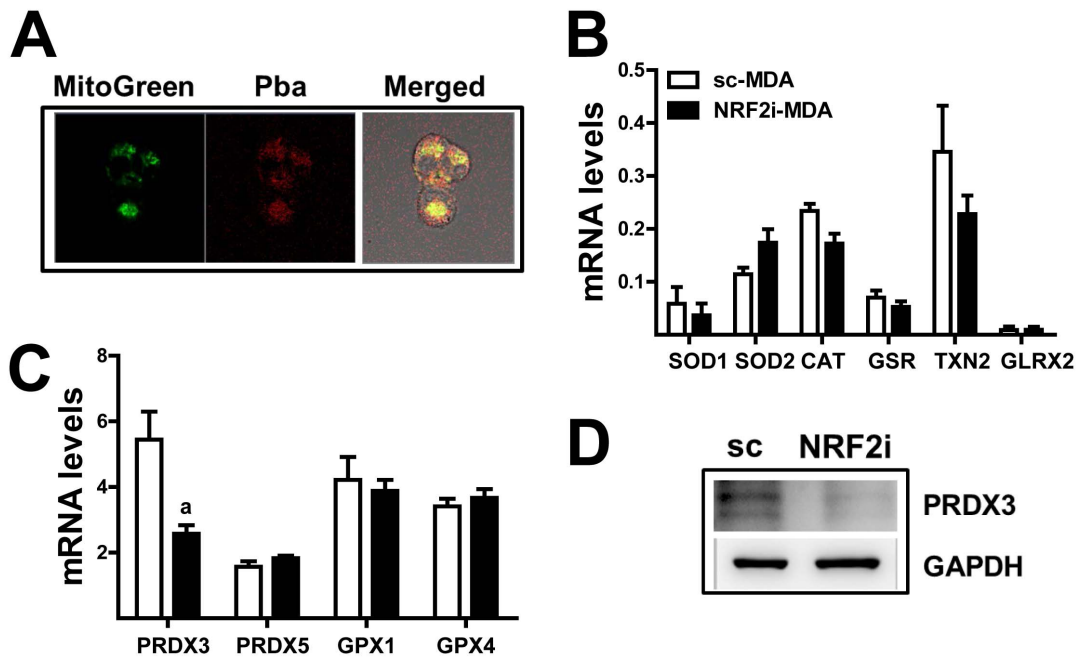 A
MitoGreen Pba Merged
B
mRNA levels
0.5
0.4
0.3
0.2
0.1
sc-MDA
NRF2i-MDA
SOD1 SOD2 CAT GSR TXN2 GLRX2
C
mRNA levels
8
6
4
2
a
PRDX3 PRDX5 GPX1 GPX4
D
sc NRF2i
PRDX3
GAPDH